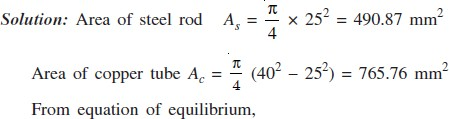 Solution: Area of steel rod A_s = π/4 × 25² = 490.87 mm²
Area of copper tube A_c = π/4 (40² – 25²) = 765.76 mm²
From equation of equilibrium,